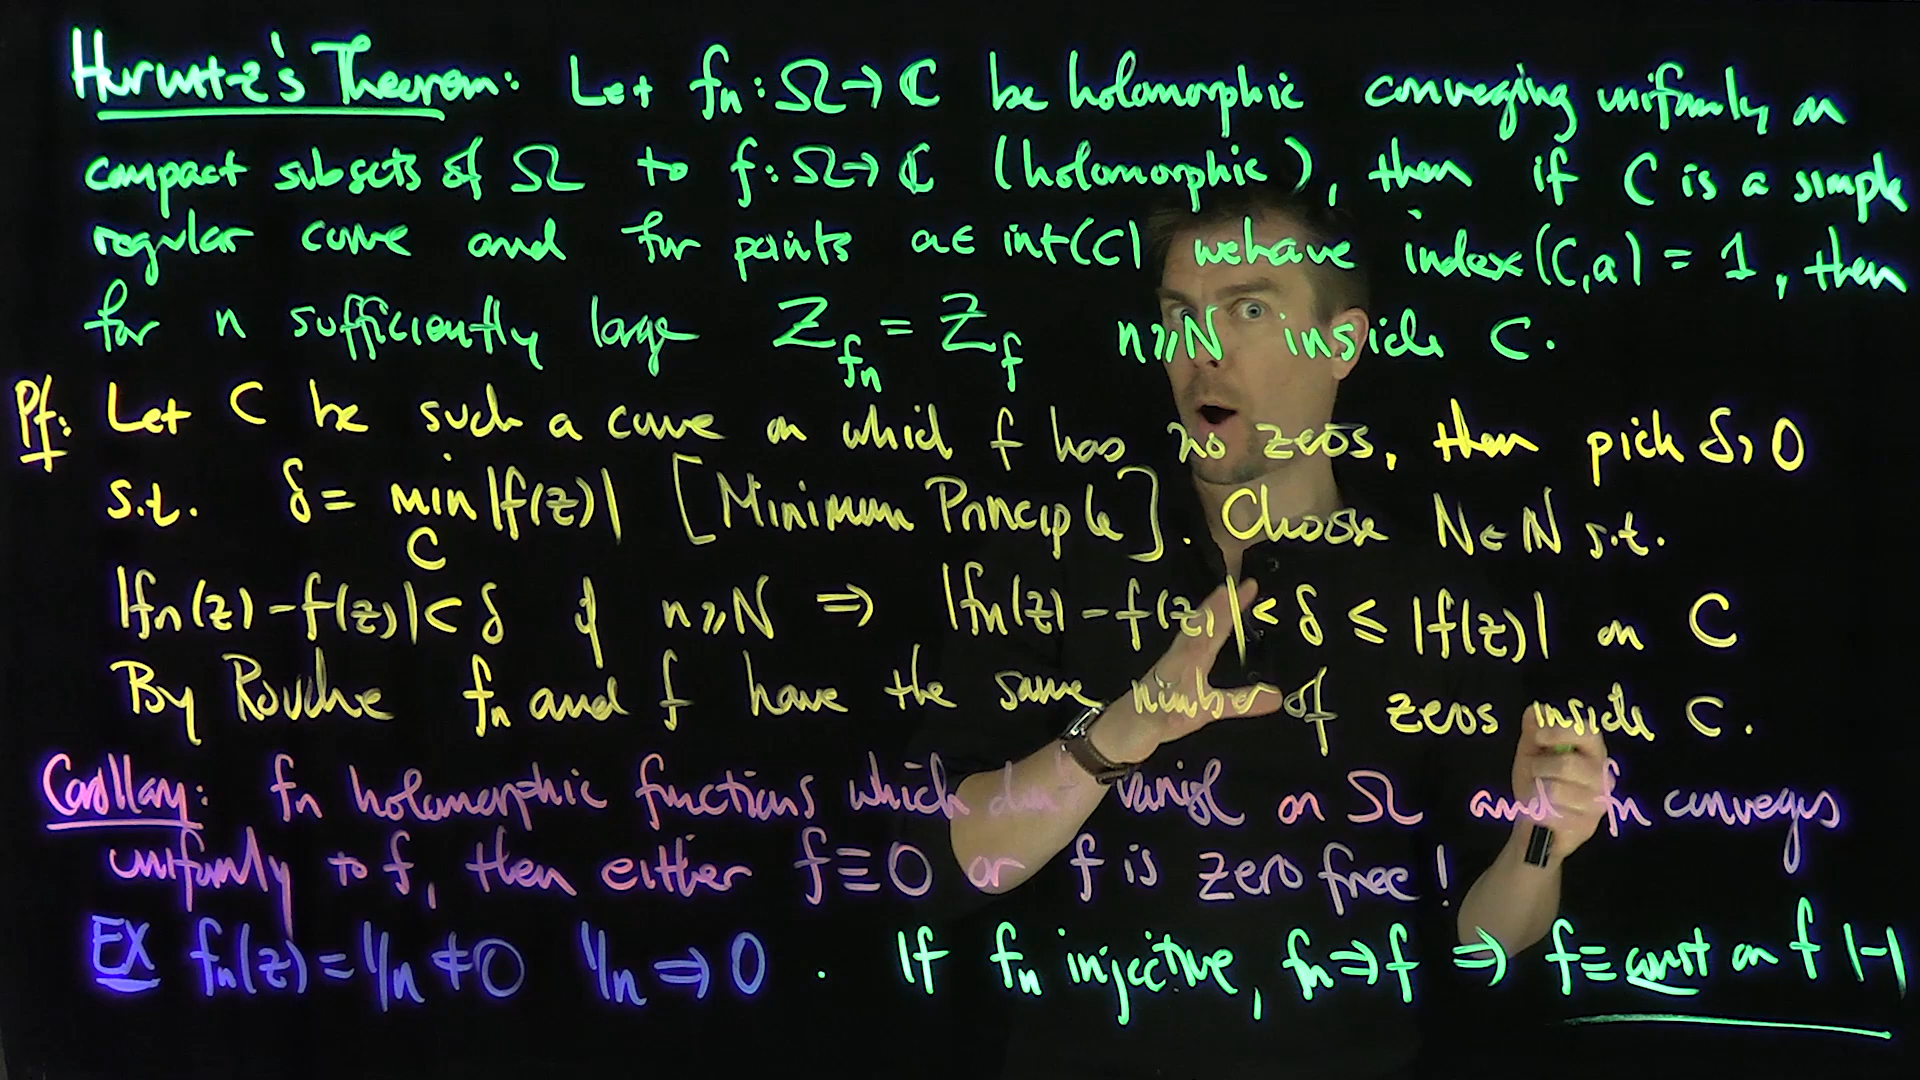 Hurwitz's Theorem: Let fₙ: Ω → ℂ be holomorphic converging uniformly on
compact subsets of Ω to f: Ω → ℂ (holomorphic), then if C is a simple
regular curve and for points a ∈ int(C) we have index(C,a) = 1, then
for n sufficiently large Z_fₙ = Z_f n ≥ N inside C.
Pf: Let C be such a curve on which f has no zeros, then pick δ > 0
s.t. δ = min_C |f(z)| [Minimum Principle]. Choose N ∈ ℕ s.t.
|fₙ(z) - f(z)| < δ if n ≥ N ⇒ |fₙ(z) - f(z)| < δ ≤ |f(z)| on C
By Rouche fₙ and f have the same number of zeros inside C.
Corollary: fₙ holomorphic functions which don't vanish on Ω and fₙ converges
uniformly to f, then either f ≡ 0 or f is zero free!
EX fₙ(z) = 1/n ≠ 0 1/n ⇒ 0 . If fₙ injective, fₙ ⇒ f ⇒ f ≡ const or f 1-1